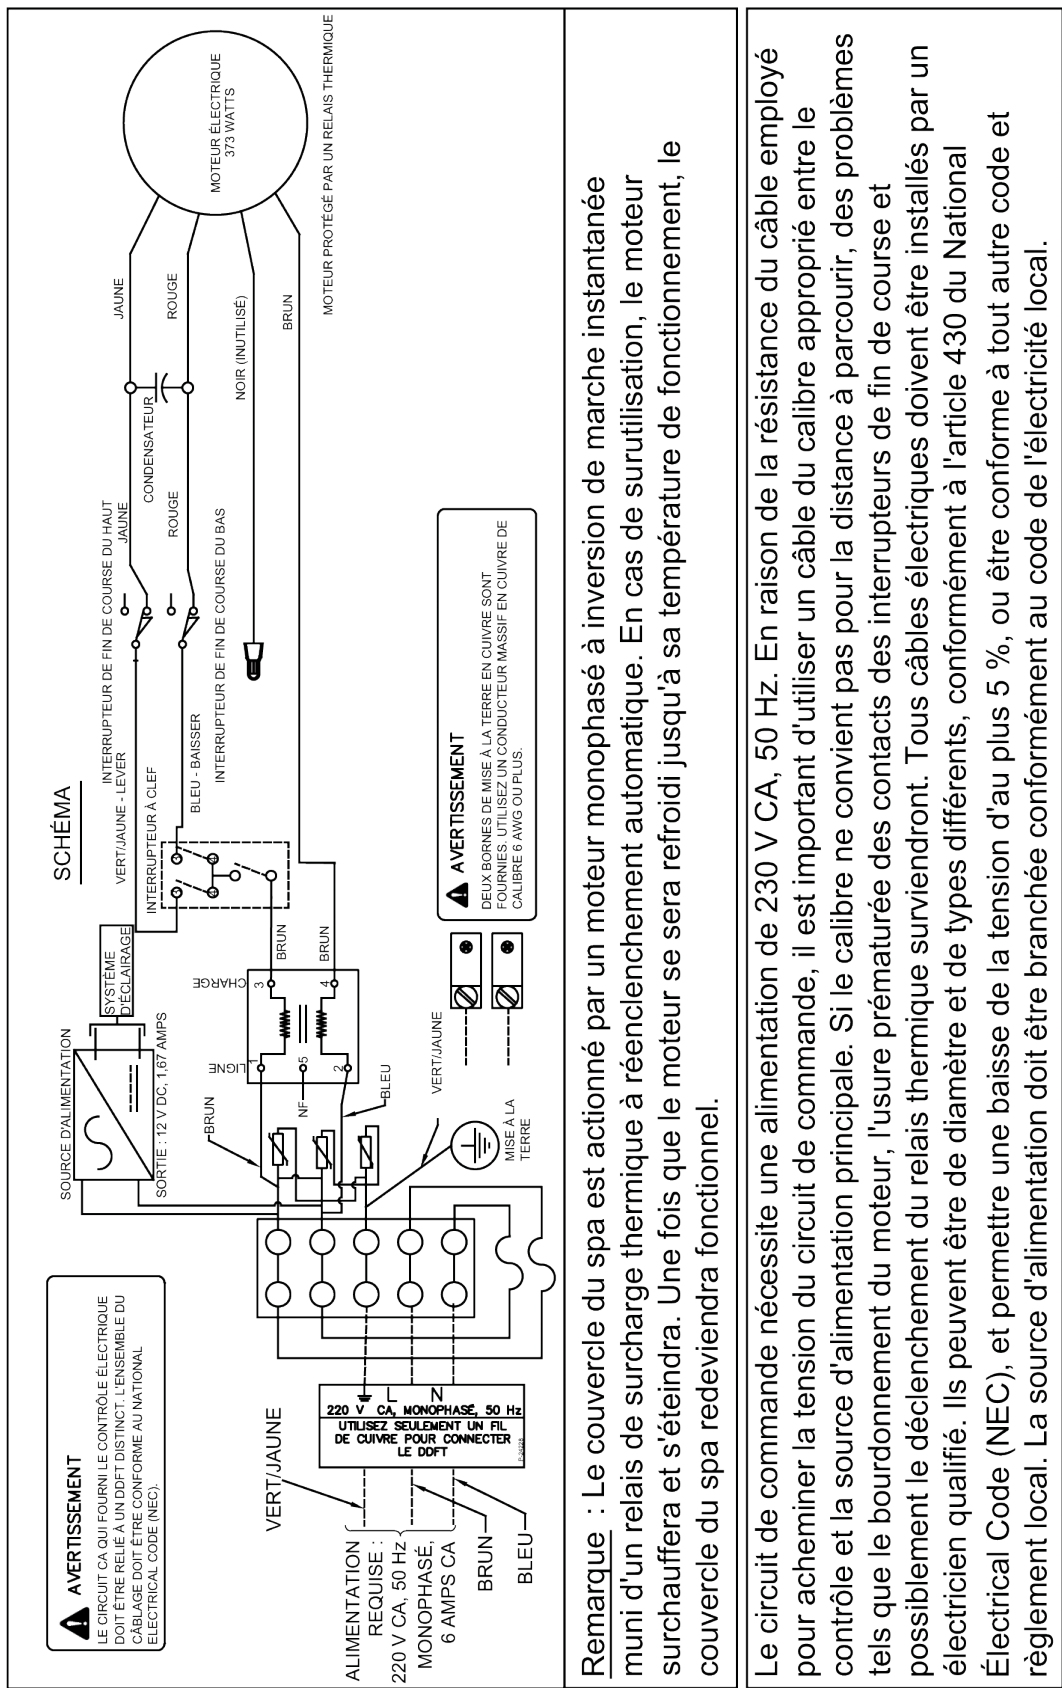 SCHÉMA
AVERTISSEMENT
LE CIRCUIT CA QUI FOURNI LE CONTRÔLE ÉLECTRIQUE
DOIT ÊTRE RELIÉ À UN DDFT DISTINCT. L'ENSEMBLE DU
CÂBLAGE DOIT ÊTRE CONFORME AU NATIONAL
ELECTRICAL CODE (NEC).
SOURCE D'ALIMENTATION
SORTIE : 12 V DC, 1,67 AMPS
SYSTÈME
D'ÉCLAIRAGE
VERT/JAUNE - LEVER
INTERRUPTEUR À CLEF
BLEU - BAISSER
INTERRUPTEUR DE FIN DE COURSE DU HAUT
JAUNE
CONDENSATEUR
ROUGE
INTERRUPTEUR DE FIN DE COURSE DU BAS
JAUNE
ROUGE
NOIR (INUTILISÉ)
BRUN
MOTEUR ÉLECTRIQUE
373 WATTS
MOTEUR PROTÉGÉ PAR UN RELAIS THERMIQUE
BRUN
LIGNE
CHARGE
1
3
NF
5
2
4
BRUN
BRUN
BLEU
VERT/JAUNE
MISE À LA
TERRE
AVERTISSEMENT
DEUX BORNES DE MISE À LA TERRE EN CUIVRE SONT
FOURNIES. UTILISEZ UN CONDUCTEUR MASSIF EN CUIVRE DE
CALIBRE 6 AWG OU PLUS.
VERT/JAUNE
ALIMENTATION
REQUISE :
220 V CA, 50 Hz
MONOPHASÉ,
6 AMPS CA
BRUN
BLEU
L N
220 V CA, MONOPHASÉ, 50 Hz
UTILISEZ SEULEMENT UN FIL
DE CUIVRE POUR CONNECTER
LE DDFT
Remarque : Le couvercle du spa est actionné par un moteur monophasé à inversion de marche instantanée
muni d'un relais de surcharge thermique à réenclenchement automatique. En cas de surutilisation, le moteur
surchauffera et s'éteindra. Une fois que le moteur se sera refroidi jusqu'à sa température de fonctionnement, le
couvercle du spa redeviendra fonctionnel.
Le circuit de commande nécessite une alimentation de 230 V CA, 50 Hz. En raison de la résistance du câble employé
pour acheminer la tension du circuit de commande, il est important d'utiliser un câble du calibre approprié entre le
contrôle et la source d'alimentation principale. Si le calibre ne convient pas pour la distance à parcourir, des problèmes
tels que le bourdonnement du moteur, l'usure prématurée des contacts des interrupteurs de fin de course et
possiblement le déclenchement du relais thermique surviendront. Tous câbles électriques doivent être installés par un
électricien qualifié. Ils peuvent être de diamètre et de types différents, conformément à l'article 430 du National
Électrical Code (NEC), et permettre une baisse de la tension d'au plus 5 %, ou être conforme à tout autre code et
règlement local. La source d'alimentation doit être branchée conformément au code de l'électricité local.